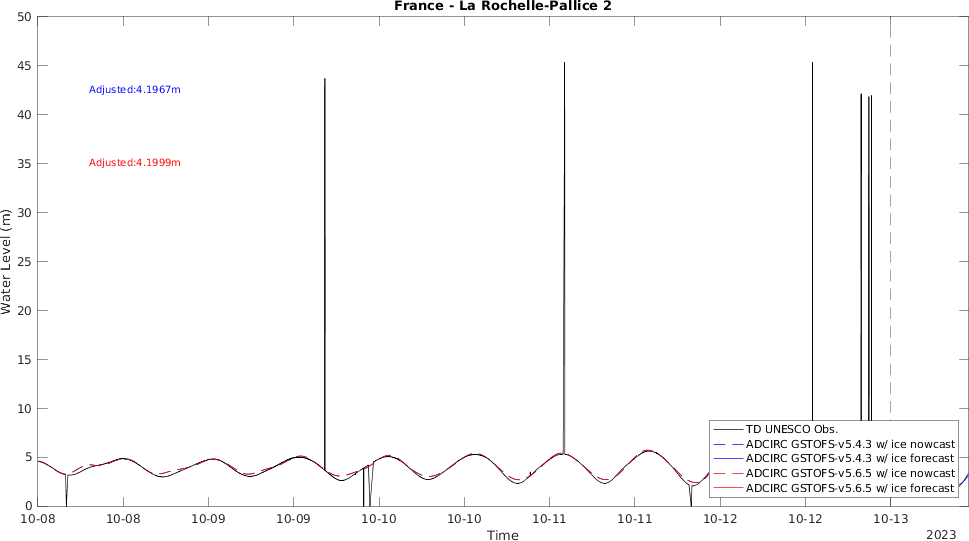 France - La Rochelle-Pallice 2
50
45
40
35
30
25
20
15
10
5
0
Water Level (m)
Adjusted:4.1967m
Adjusted:4.1999m
TD UNESCO Obs.
ADCIRC GSTOFS-v5.4.3 w/ ice nowcast
ADCIRC GSTOFS-v5.4.3 w/ ice forecast
ADCIRC GSTOFS-v5.6.5 w/ ice nowcast
ADCIRC GSTOFS-v5.6.5 w/ ice forecast
10-08 10-08 10-09 10-09 10-10 10-10 10-11 10-11 10-12 10-12 10-13
Time
2023